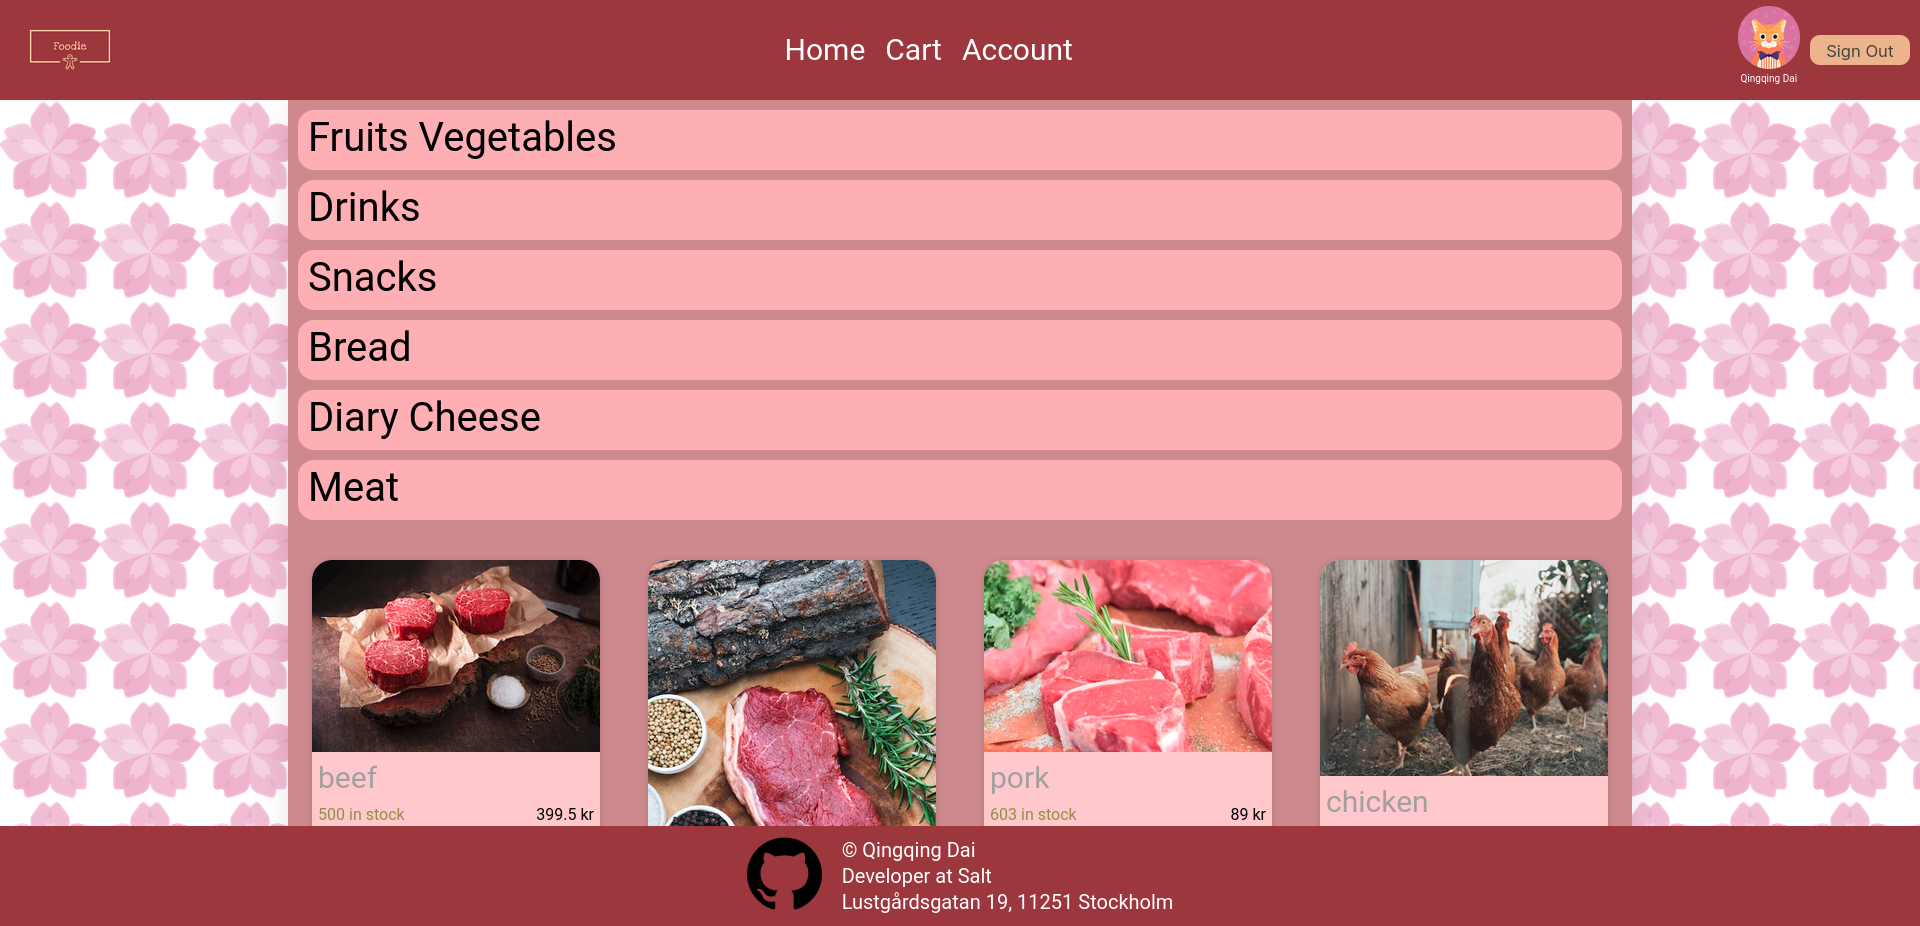 Foodie
Home Cart Account
Qingqing Dai
Sign Out
Fruits Vegetables
Drinks
Snacks
Bread
Diary Cheese
Meat
beef
500 in stock 399.5 kr
pork
603 in stock 89 kr
chicken
© Qingqing Dai
Developer at Salt
Lustgårdsgatan 19, 11251 Stockholm